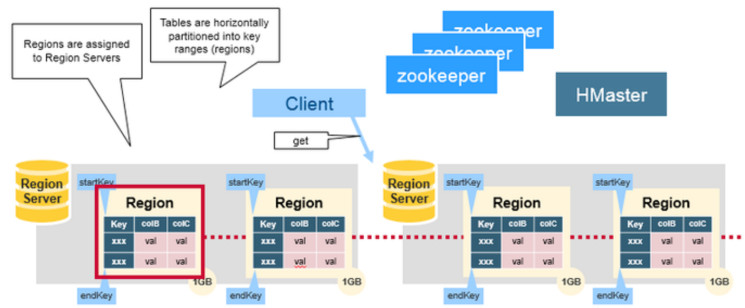 Regions are assigned
to Region Servers
Tables are horizontally
partitioned into key
ranges (regions)
zookeeper
zookeeper
zookeeper
HMaster
Client
get
Region
Server
startKey
Region
Key colB colC
xxx val val
xxx val val
endKey
1GB
startKey
Region
Key colB colC
xxx val val
xxx val val
endKey
1GB
Region
Server
startKey
Region
Key colB colC
xxx val val
xxx val val
endKey
1GB
startKey
Region
Key colB colC
xxx val val
xxx val val
endKey
1GB